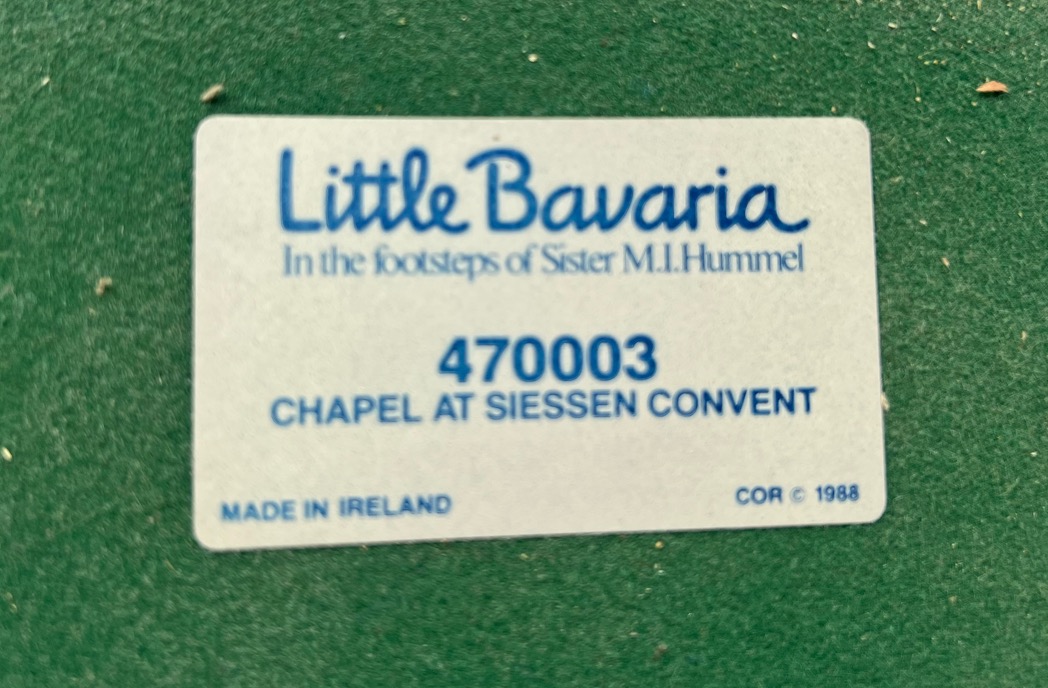 Little Bavaria
In the footsteps of Sister M.I.Hummel
470003
CHAPEL AT SIESSEN CONVENT
MADE IN IRELAND
COR © 1988